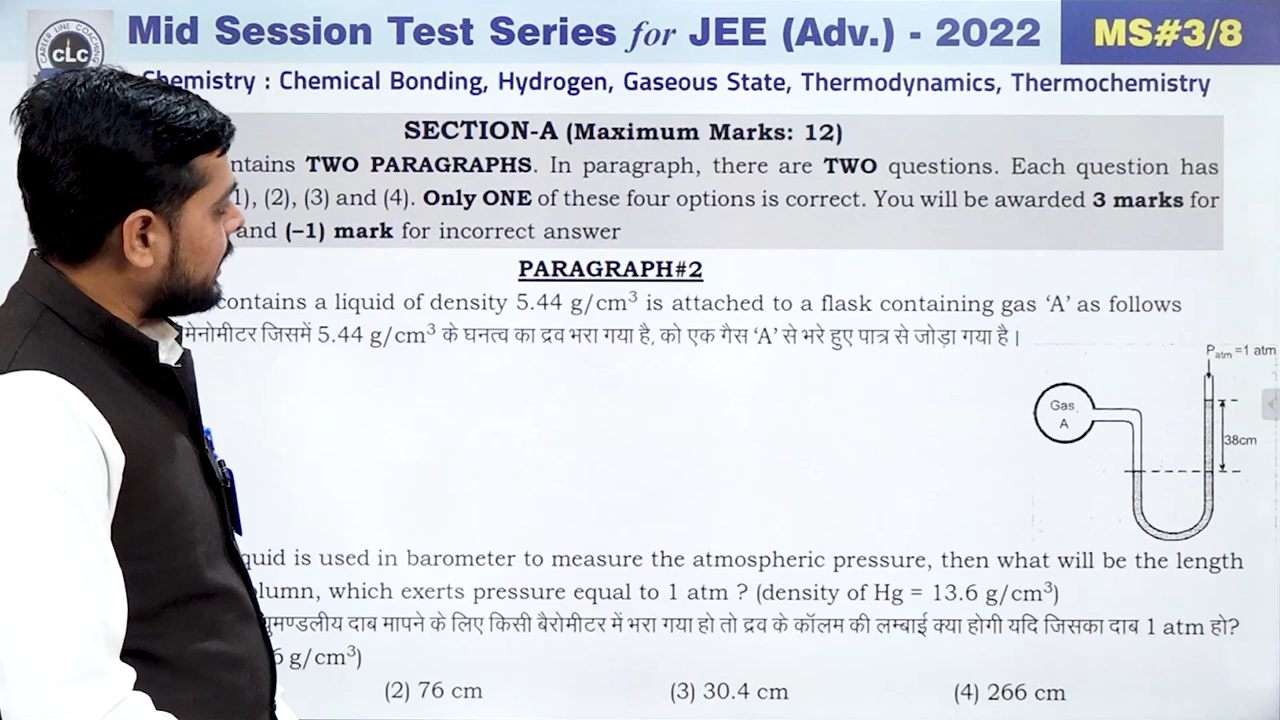 Mid Session Test Series for JEE (Adv.) - 2022
MS#3/8
CAREER LINE COACHING
CLC
Chemistry : Chemical Bonding, Hydrogen, Gaseous State, Thermodynamics, Thermochemistry
SECTION-A (Maximum Marks: 12)
ntains TWO PARAGRAPHS. In paragraph, there are TWO questions. Each question has
1), (2), (3) and (4). Only ONE of these four options is correct. You will be awarded 3 marks for
and (–1) mark for incorrect answer
PARAGRAPH#2
contains a liquid of density 5.44 g/cm³ is attached to a flask containing gas ‘A’ as follows
मेनोमीटर जिसमें 5.44 g/cm³ के घनत्व का द्रव भरा गया है, को एक गैस ‘A’ से भरे हुए पात्र से जोड़ा गया है।
Patm =1 atm
Gas
A
38cm
quid is used in barometer to measure the atmospheric pressure, then what will be the length
lumn, which exerts pressure equal to 1 atm ? (density of Hg = 13.6 g/cm³)
युमण्डलीय दाब मापने के लिए किसी बैरोमीटर में भरा गया हो तो द्रव के कॉलम की लम्बाई क्या होगी यदि जिसका दाब 1 atm हो?
6 g/cm³)
(2) 76 cm
(3) 30.4 cm
(4) 266 cm